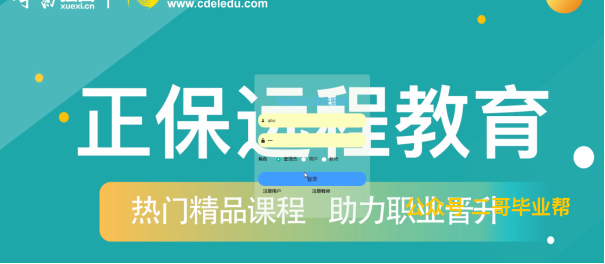 xuexi.cn
www.cdeledu.com
正保远程教育
abo
角色 管理员 用户 教师
登录
注册用户 注册教师
热门精品课程 助力职业晋升
公众号 二哥毕业帮